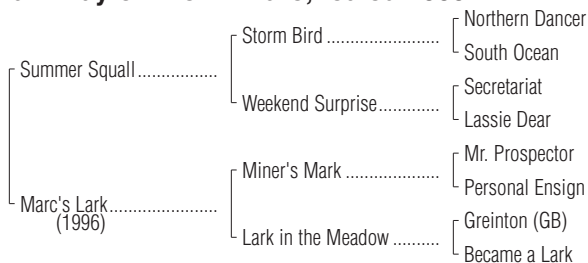 Northern Dancer
Storm Bird
South Ocean
Summer Squall
Secretariat
Weekend Surprise
Lassie Dear
Mr. Prospector
Miner's Mark
Personal Ensign
Marc's Lark
(1996)
Greinton (GB)
Lark in the Meadow
Became a Lark